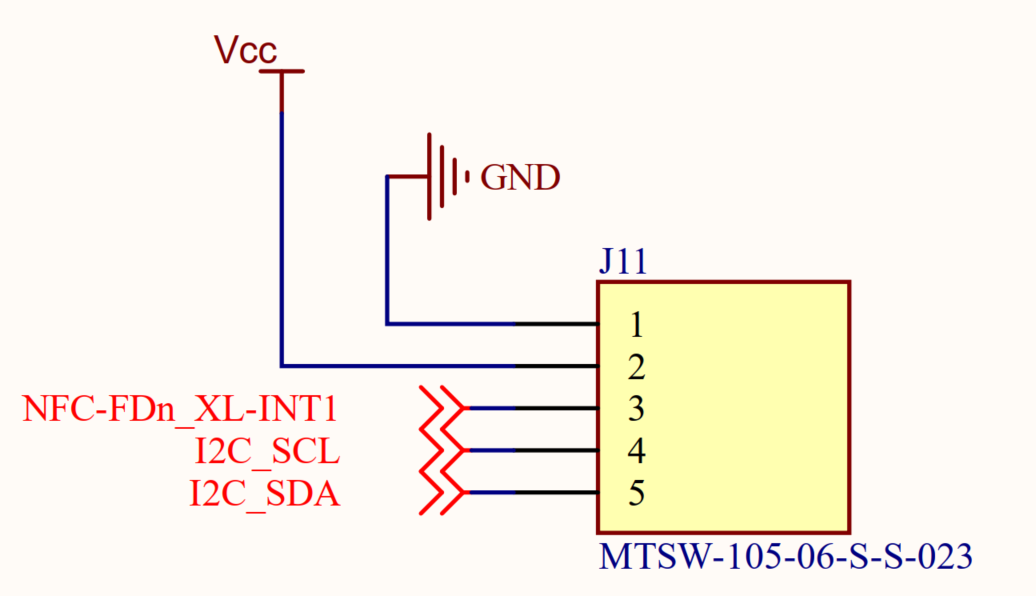 Vcc
GND
J11
1
2
NFC-FDn_XL-INT1 3
I2C_SCL 4
I2C_SDA 5
MTSW-105-06-S-S-023